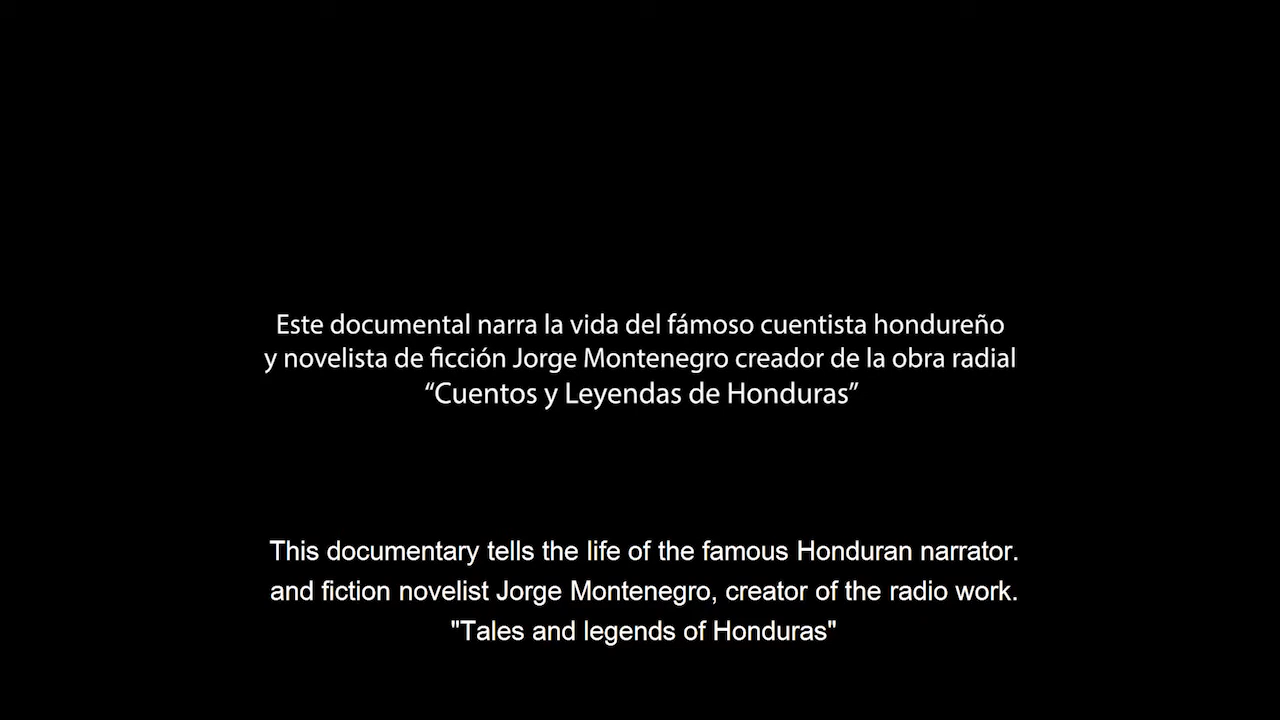 Este documental narra la vida del fámoso cuentista hondureño
y novelista de ficción Jorge Montenegro creador de la obra radial
“Cuentos y Leyendas de Honduras”
This documentary tells the life of the famous Honduran narrator.
and fiction novelist Jorge Montenegro, creator of the radio work.
"Tales and legends of Honduras"